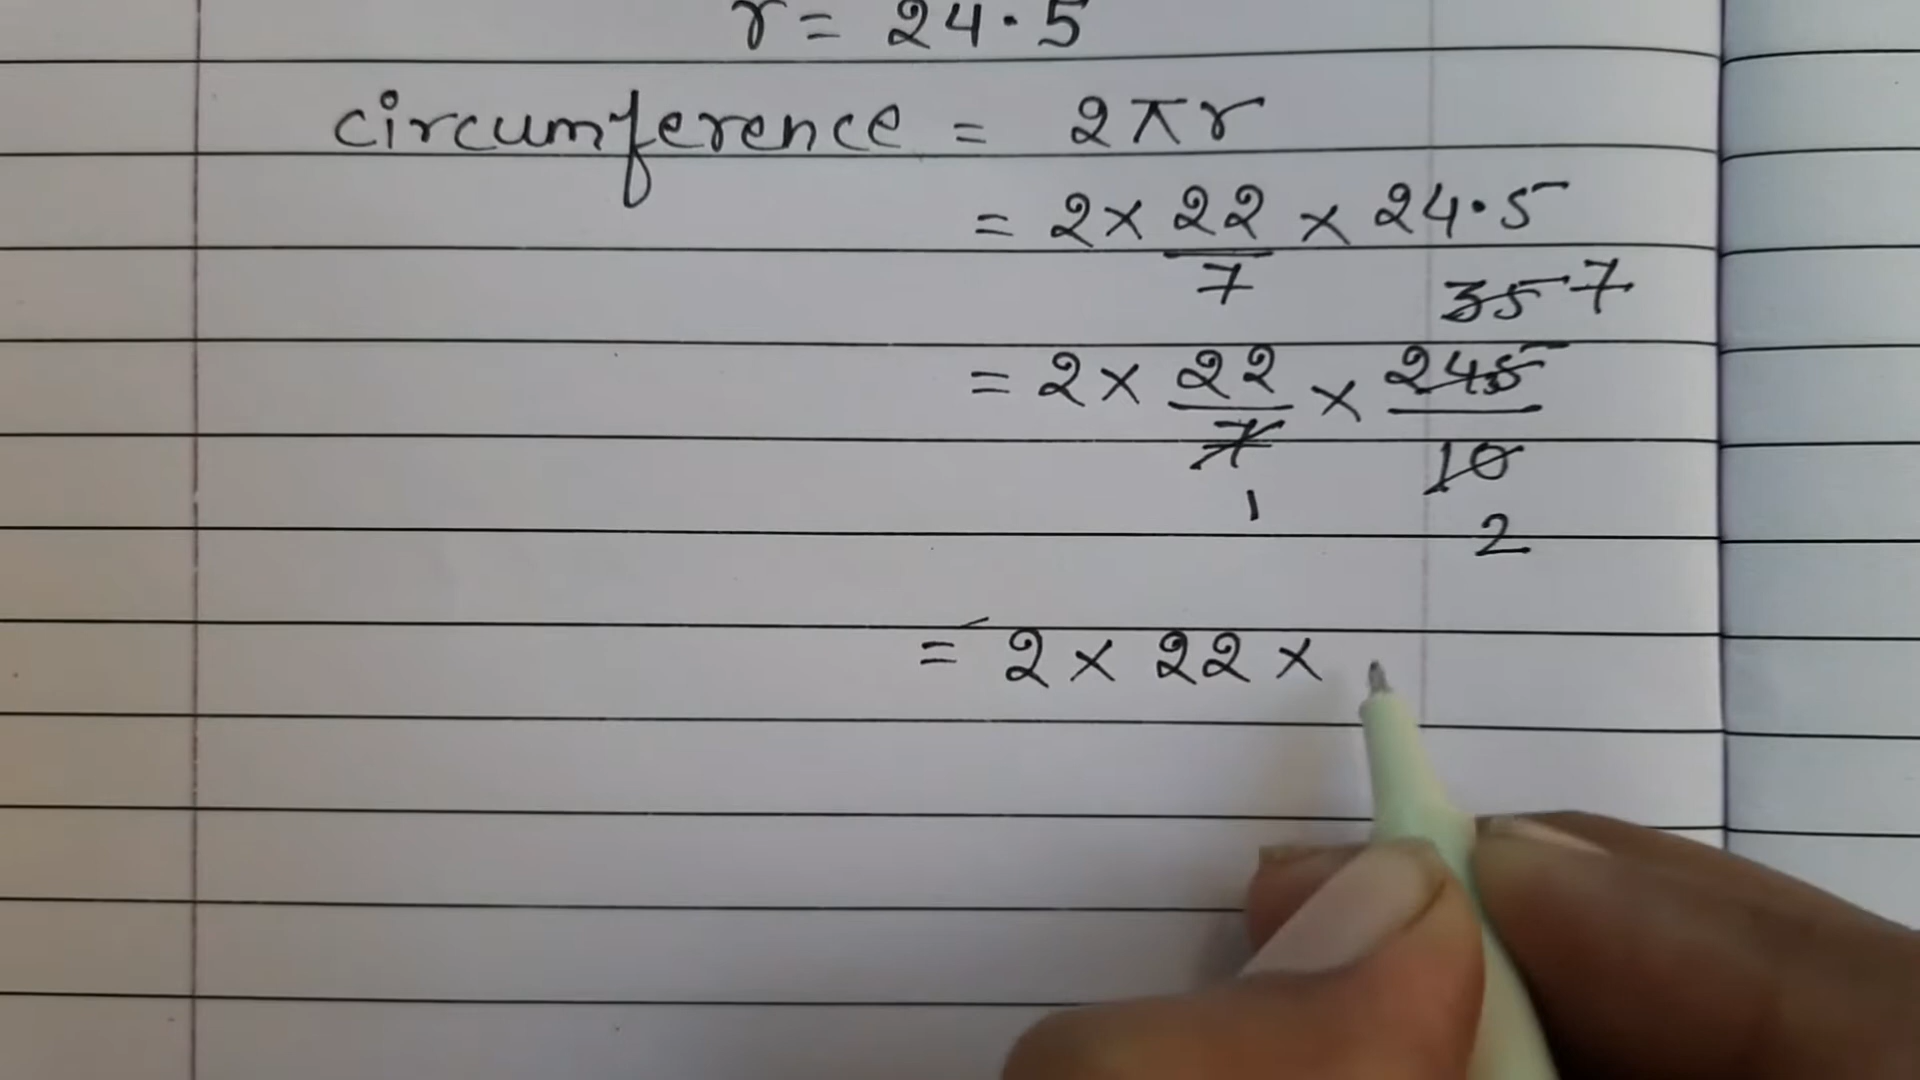 r = 24.5
circumference = 2πr
= 2 × 22/7 × 24.5
35 7
= 2 × 22/7 × 245/10
1 2
= 2 × 22 ×